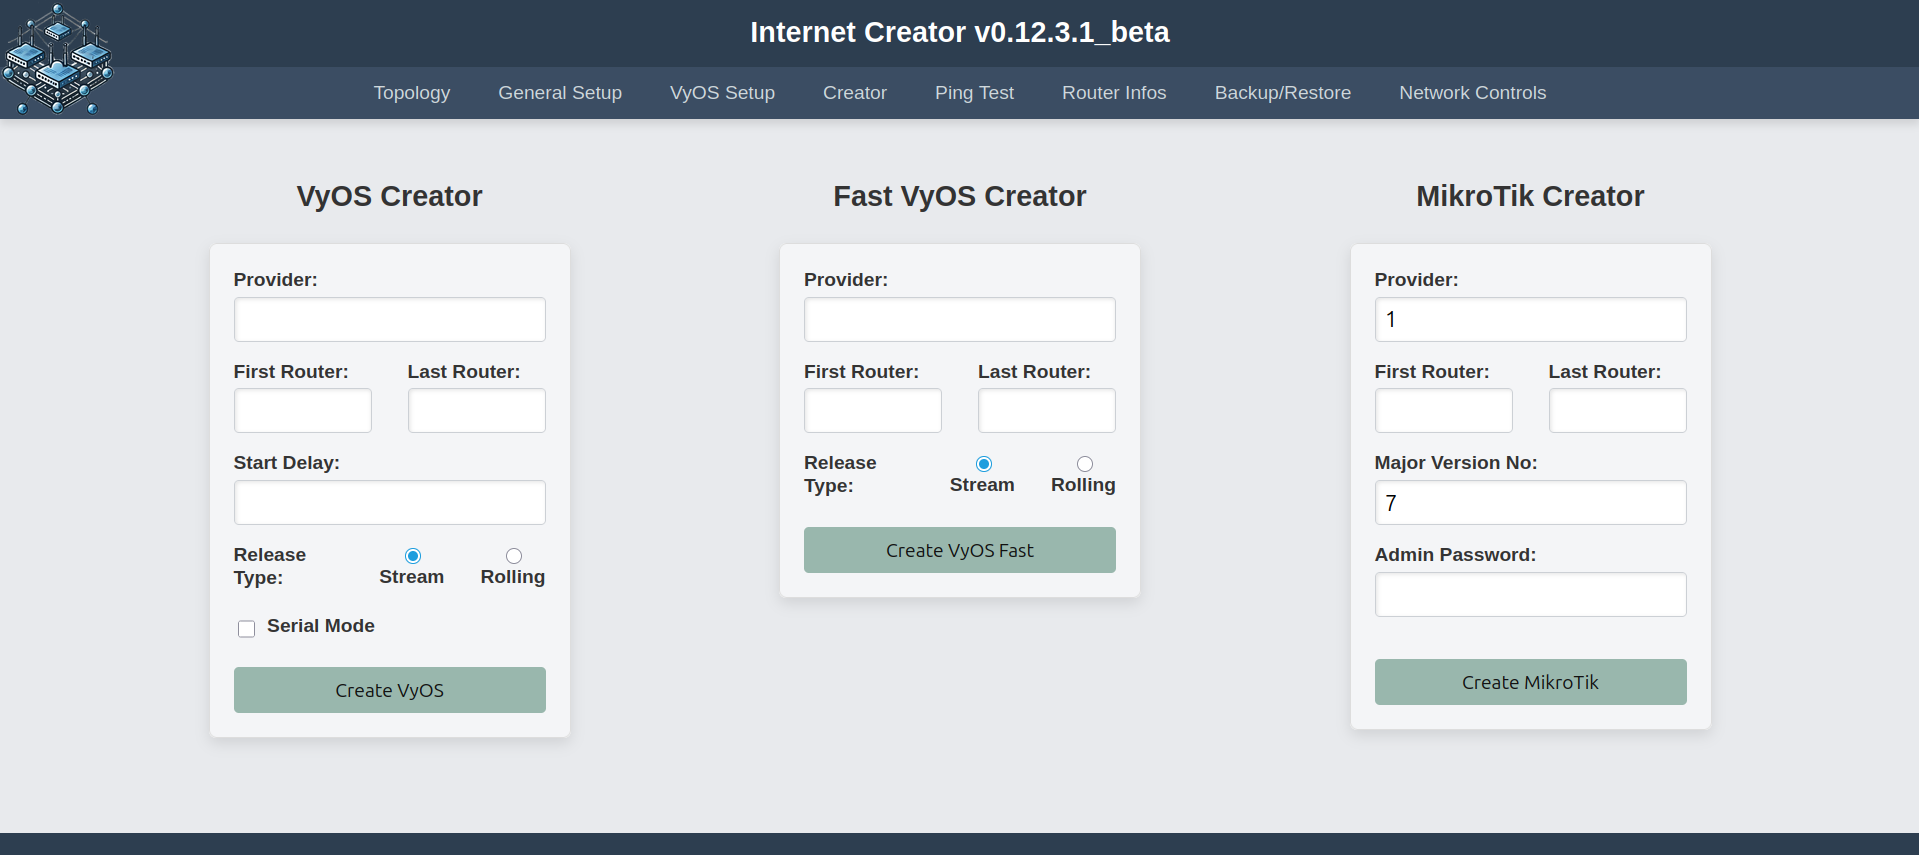 Internet Creator v0.12.3.1_beta
Topology General Setup VyOS Setup Creator Ping Test Router Infos Backup/Restore Network Controls
VyOS Creator
Provider:
First Router: Last Router:
Start Delay:
Release
Type:
Stream Rolling
Serial Mode
Create VyOS
Fast VyOS Creator
Provider:
First Router: Last Router:
Release
Type:
Stream Rolling
Create VyOS Fast
MikroTik Creator
Provider:
1
First Router: Last Router:
Major Version No:
7
Admin Password:
Create MikroTik